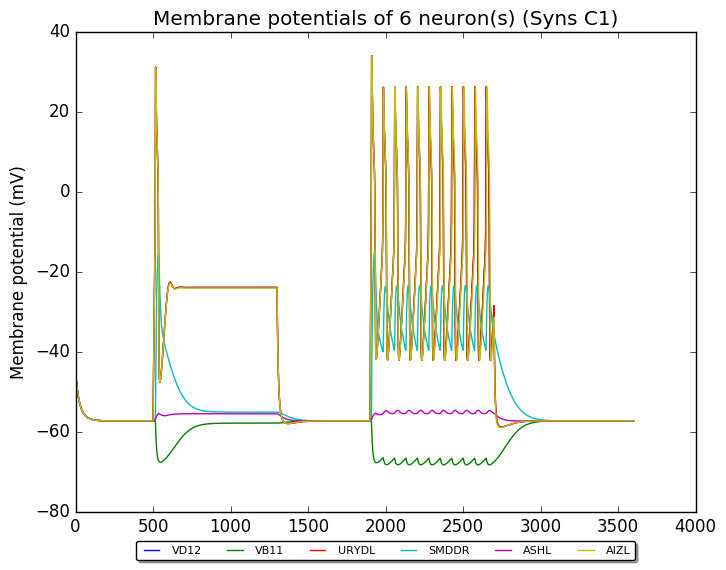 Membrane potentials of 6 neuron(s) (Syns C1)
Membrane potential (mV)
40
20
0
−20
−40
−60
−80
0 500 1000 1500 2000 2500 3000 3500 4000
VD12 VB11 URYDL SMDDR ASHL AIZL